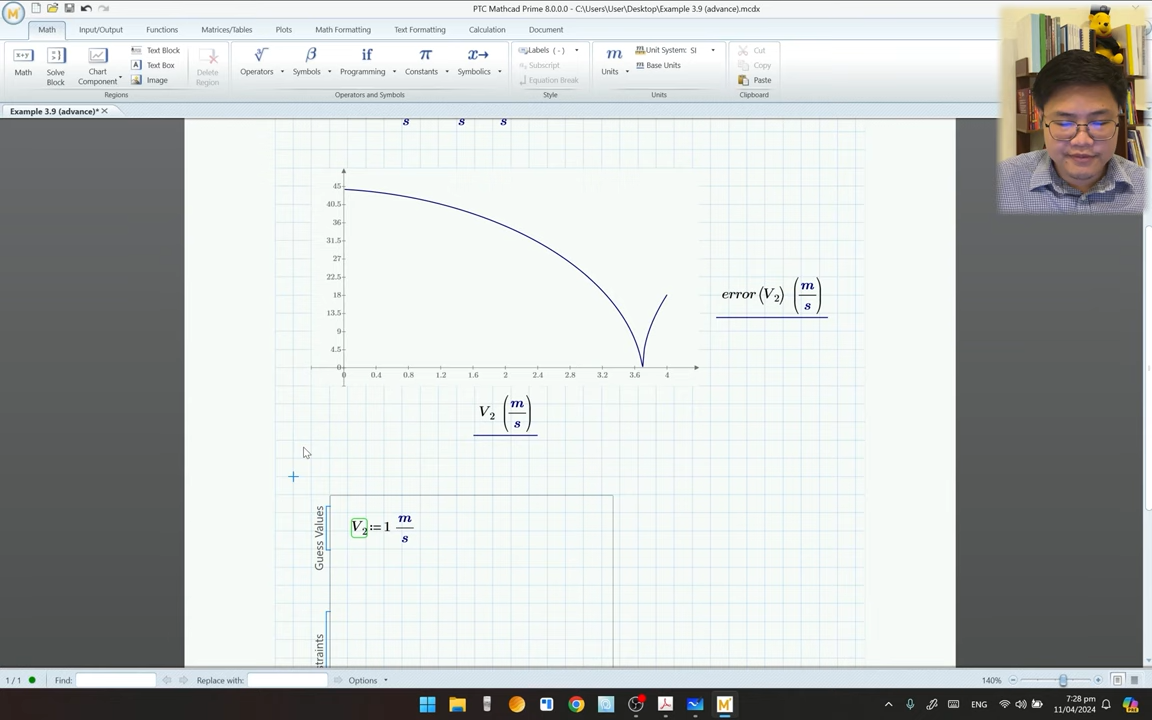 PTC Mathcad Prime 8.0.0.0 - C:\Users\User\Desktop\Example 3.9 (advance).mcdx
Math Input/Output Functions Matrices/Tables Plots Math Formatting Text Formatting Calculation Document
Math
Solve Block
Chart Component
Text Block
Text Box
Image
Delete Region
Operators
Symbols
Programming
Constants
Symbolics
Labels ( - )
Subscript
Equation Break
Units
Unit System: SI
Base Units
Cut
Copy
Paste
Regions Operators and Symbols Style Units Clipboard
Example 3.9 (advance)*
s s s
45
40.5
36
31.5
27
22.5
18
13.5
9
4.5
0
0 0.4 0.8 1.2 1.6 2 2.4 2.8 3.2 3.6 4
error (V2) (m/s)
V2 (m/s)
Guess Values
V2:=1 m/s
straints
1 / 1 Find: Replace with: Options 140%
ENG
7:28 pm
11/04/2024